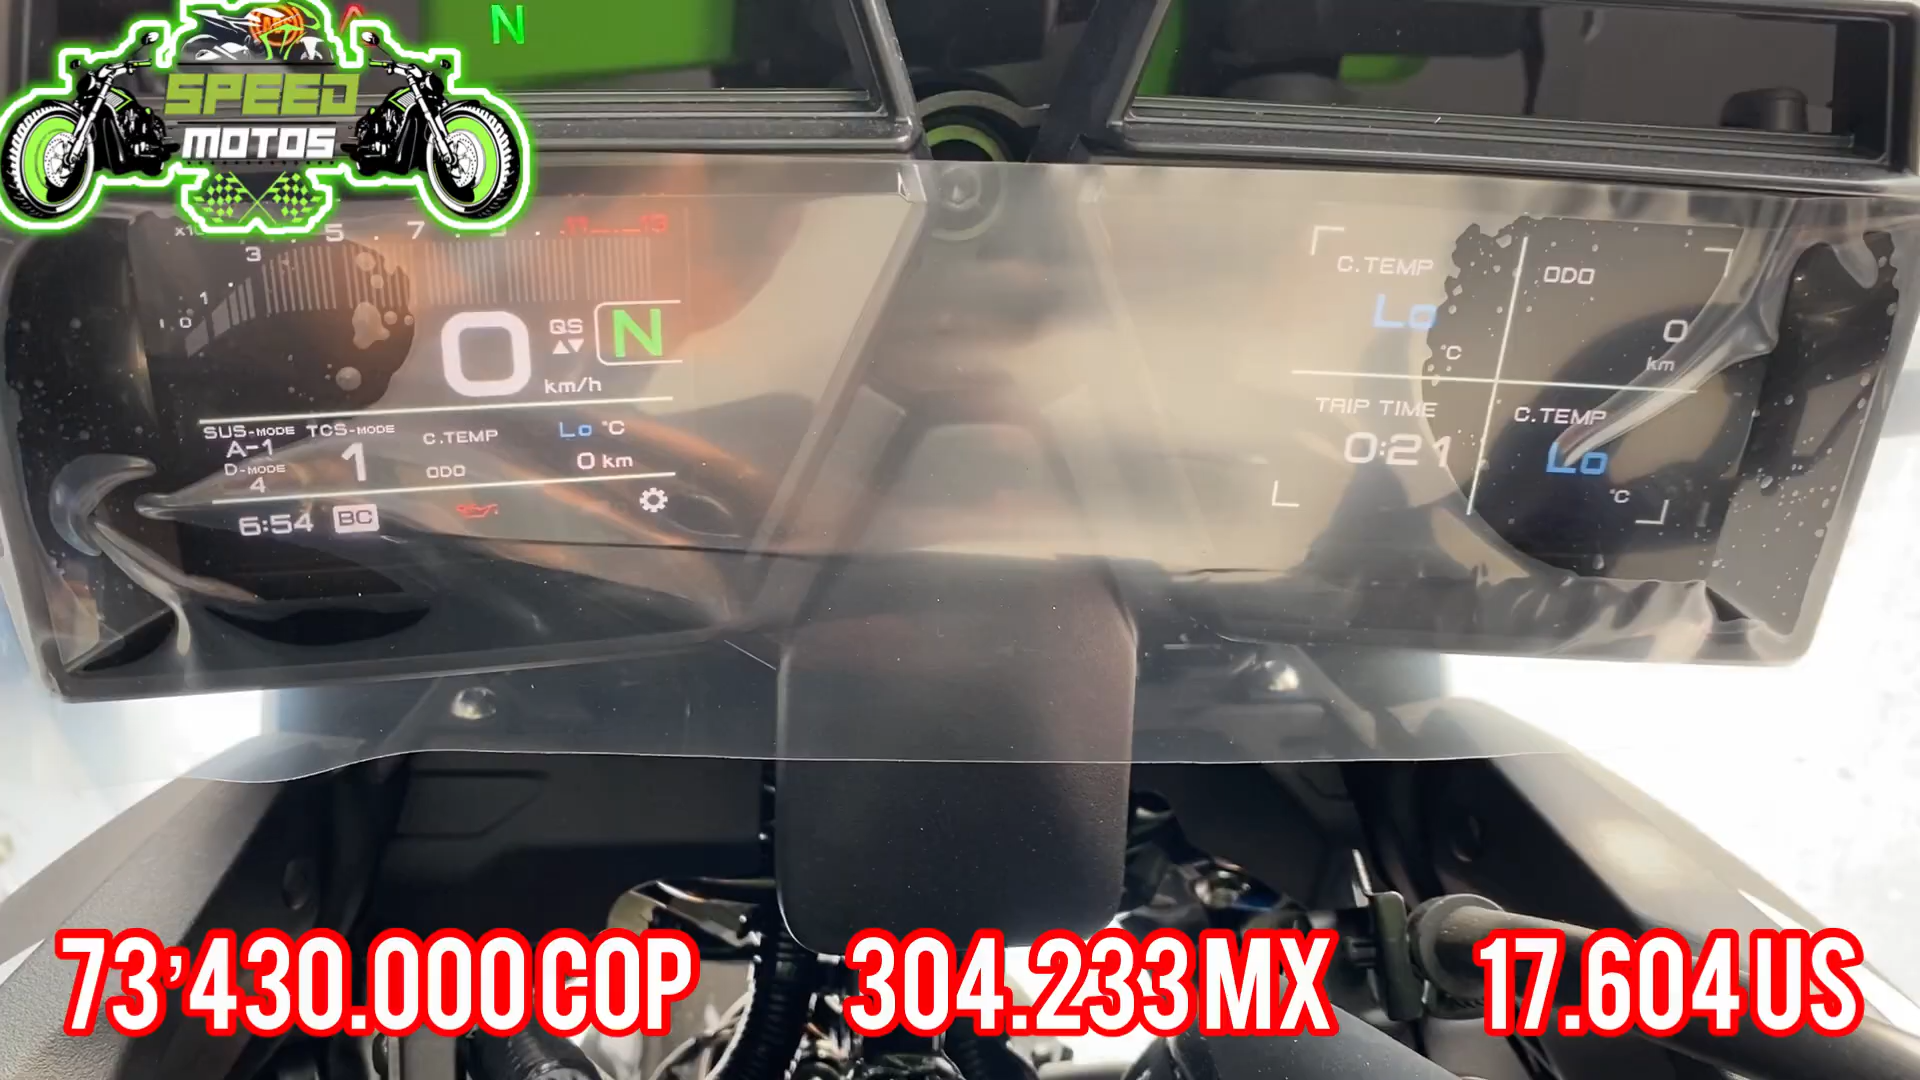 N
SPEED
MOTOS
3 . 5 . 7
11 13
1
0
0
QS
N
km/h
SUS-MODE TCS-MODE
A-1
1
D-MODE
4
C.TEMP Lo °C
ODO 0 km
6:54 BC
C.TEMP
Lo
°C
ODO
0
km
TRIP TIME
0:21
C.TEMP
Lo
°C
73'430.000 COP
304.233 MX
17.604 US